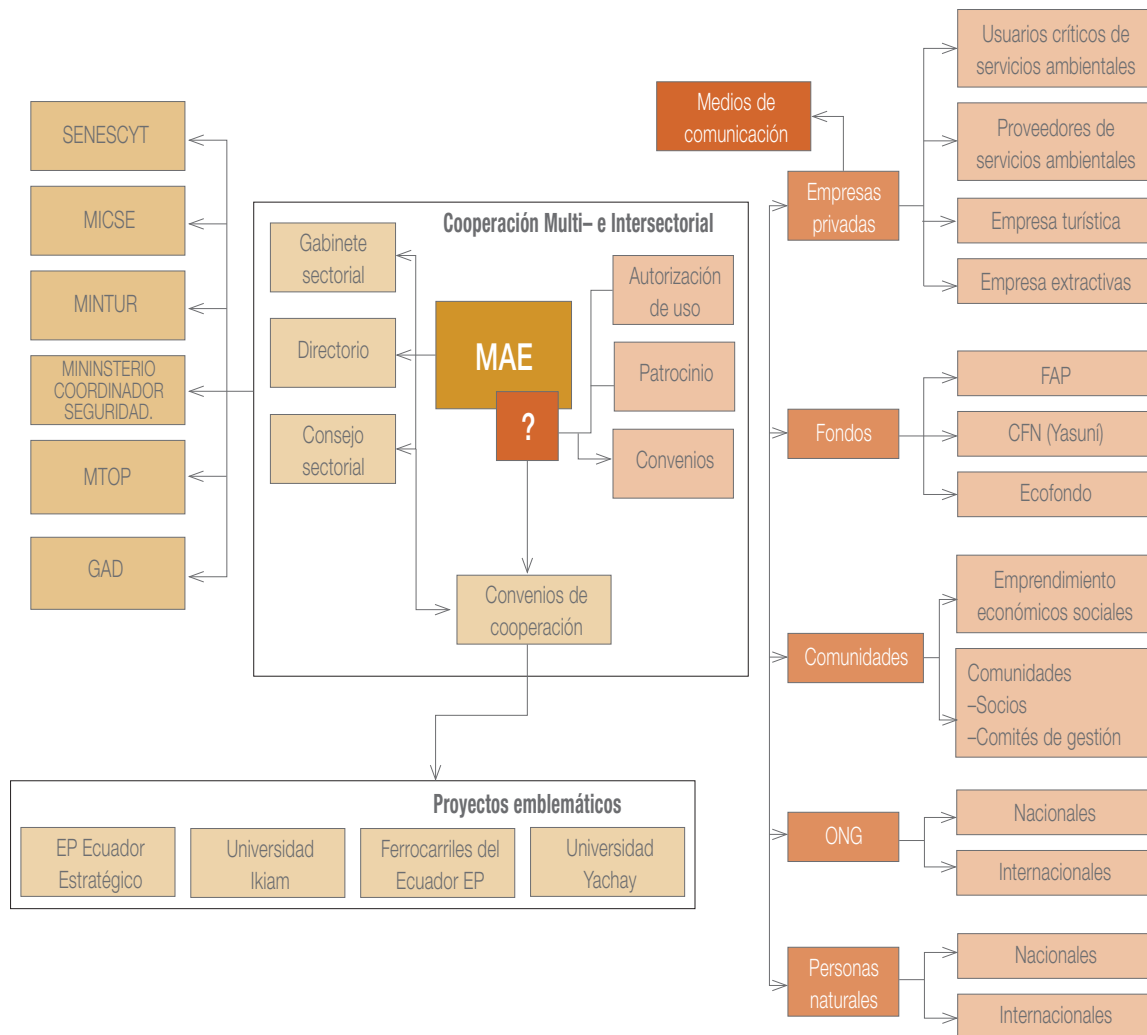 SENESCYT
MICSE
MINTUR
MININSTERIO
COORDINADOR
SEGURIDAD.
MTOP
GAD
Cooperación Multi– e Intersectorial
Gabinete
sectorial
Directorio
Consejo
sectorial
MAE
?
Autorización
de uso
Patrocinio
Convenios
Convenios de
cooperación
Proyectos emblemáticos
EP Ecuador
Estratégico
Universidad
Ikiam
Ferrocarriles del
Ecuador EP
Universidad
Yachay
Medios de
comunicación
Empresas
privadas
Usuarios críticos de
servicios ambientales
Proveedores de
servicios ambientales
Empresa turística
Empresa extractivas
Fondos
FAP
CFN (Yasuní)
Ecofondo
Comunidades
Emprendimiento
económicos sociales
Comunidades
–Socios
–Comités de gestión
ONG
Nacionales
Internacionales
Personas
naturales
Nacionales
Internacionales